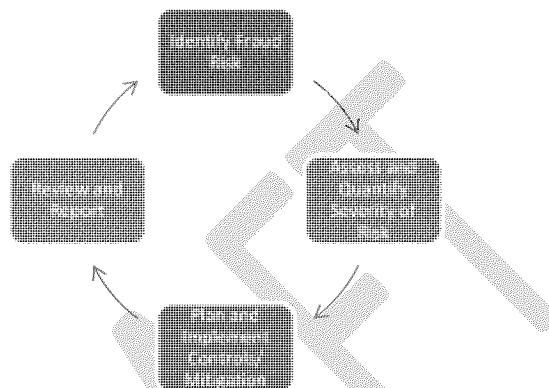 Identify Fraud
Risk
Assess and
Quantify
Severity of
Risk
Plan and
Implement
Controls/
Mitigation
Review and
Report